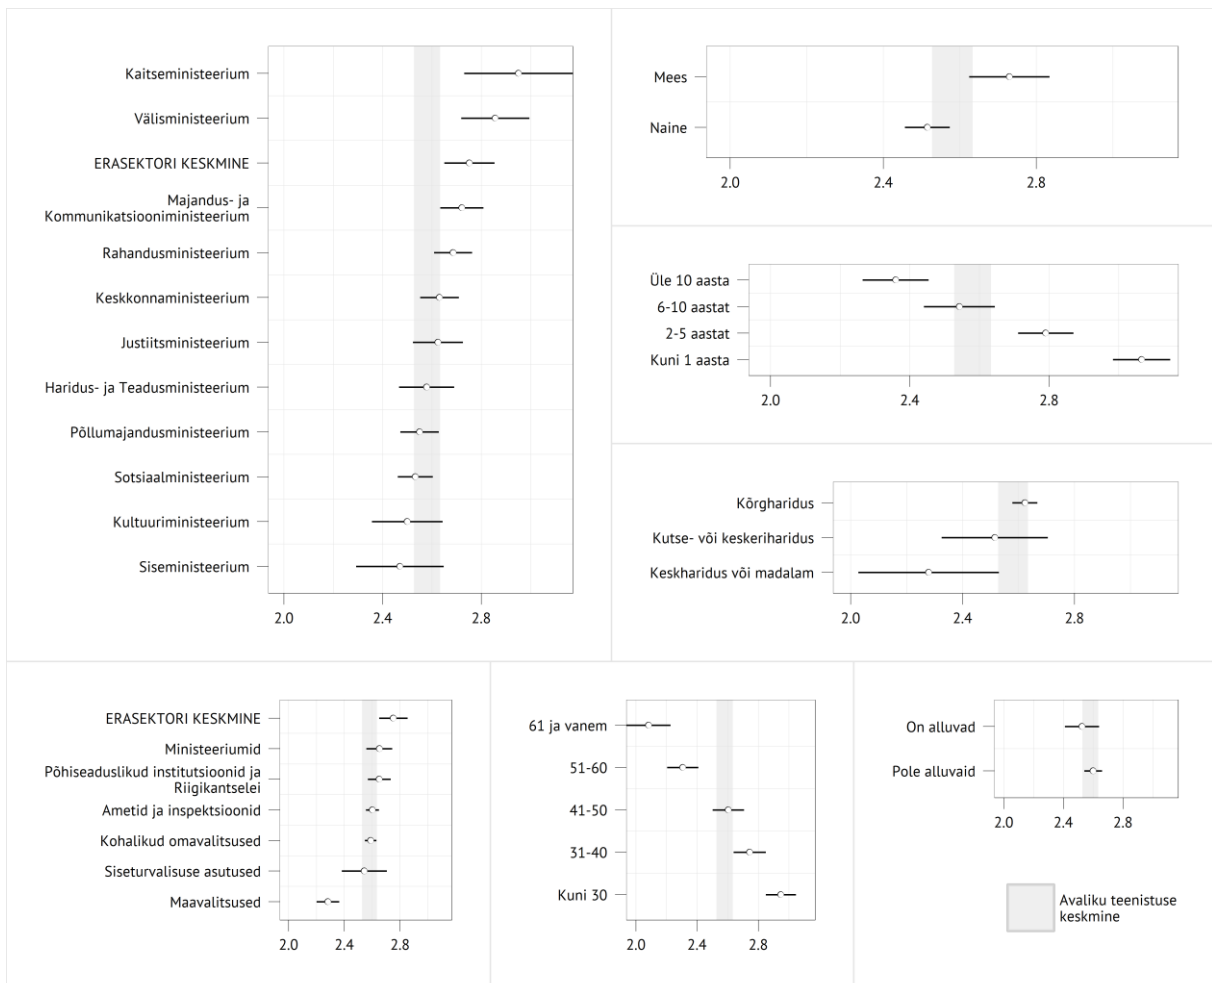 Kaitseministeerium
Välisministeerium
ERASEKTORI KESKMINE
Majandus- ja
Kommunikatsiooniministeerium
Rahandusministeerium
Keskkonnaministeerium
Justiitsministeerium
Haridus- ja Teadusministeerium
Põllumajandusministeerium
Sotsiaalministeerium
Kultuuriministeerium
Siseministeerium
2.0 2.4 2.8
Mees
Naine
2.0 2.4 2.8
Üle 10 aasta
6-10 aastat
2-5 aastat
Kuni 1 aasta
2.0 2.4 2.8
Kõrgharidus
Kutse- või keskeriharidus
Keskharidus või madalam
2.0 2.4 2.8
ERASEKTORI KESKMINE
Ministeeriumid
Põhiseaduslikud institutsioonid ja
Riigikantselei
Ametid ja inspektsioonid
Kohalikud omavalitsused
Siseturvalisuse asutused
Maavalitsused
2.0 2.4 2.8
61 ja vanem
51-60
41-50
31-40
Kuni 30
2.0 2.4 2.8
On alluvad
Pole alluvaid
2.0 2.4 2.8
Avaliku teenistuse
keskmine